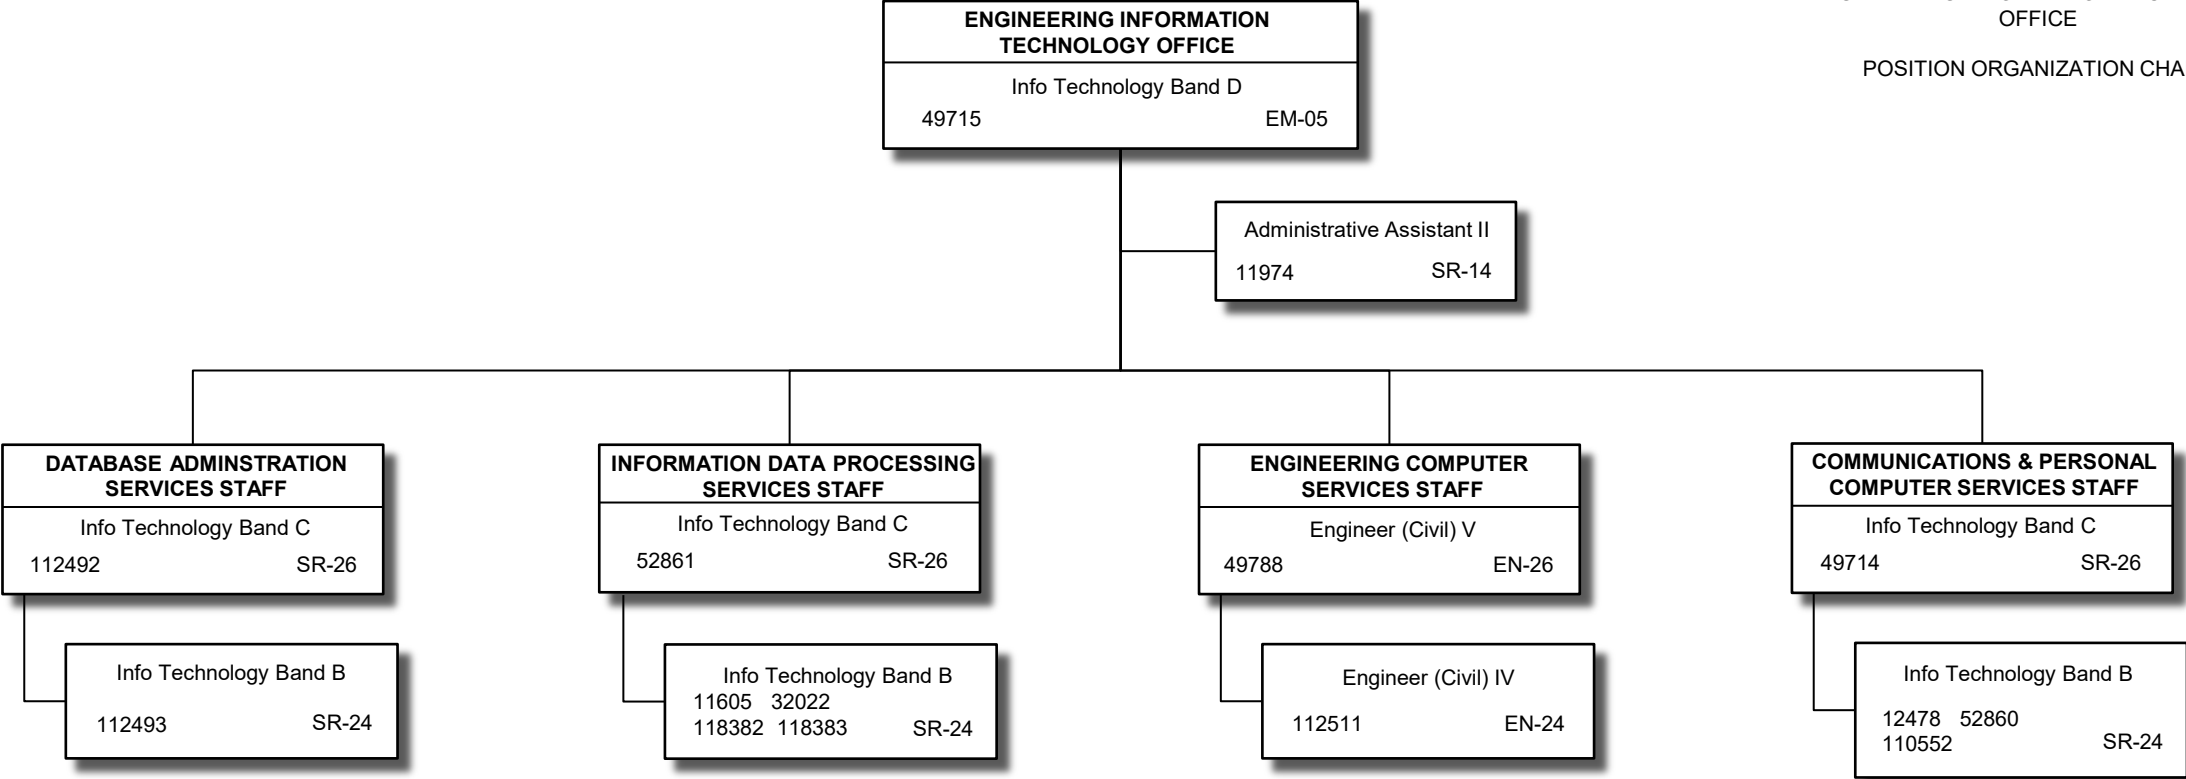 ENGINEERING INFORMATION
TECHNOLOGY OFFICE
Info Technology Band D
49715 EM-05
OFFICE
POSITION ORGANIZATION CHA
Administrative Assistant II
11974 SR-14
DATABASE ADMINSTRATION
SERVICES STAFF
Info Technology Band C
112492 SR-26
Info Technology Band B
112493 SR-24
INFORMATION DATA PROCESSING
SERVICES STAFF
Info Technology Band C
52861 SR-26
Info Technology Band B
11605 32022
118382 118383 SR-24
ENGINEERING COMPUTER
SERVICES STAFF
Engineer (Civil) V
49788 EN-26
Engineer (Civil) IV
112511 EN-24
COMMUNICATIONS & PERSONAL
COMPUTER SERVICES STAFF
Info Technology Band C
49714 SR-26
Info Technology Band B
12478 52860
110552 SR-24